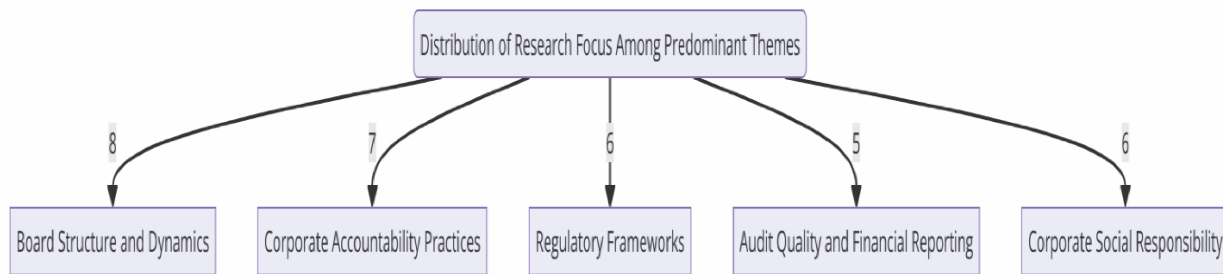 Distribution of Research Focus Among Predominant Themes
8
7
6
5
6
Board Structure and Dynamics
Corporate Accountability Practices
Regulatory Frameworks
Audit Quality and Financial Reporting
Corporate Social Responsibility